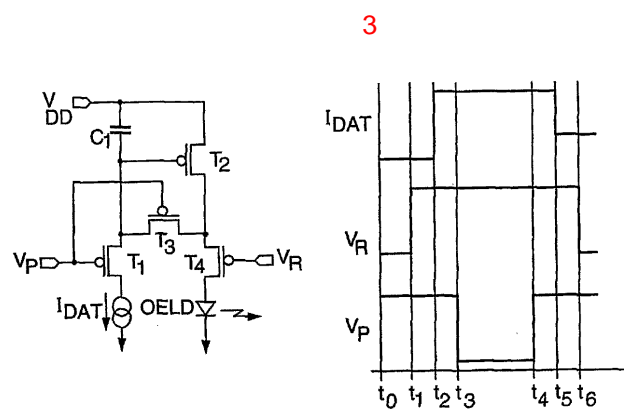 3
V
DD
C1
T2
T3
VP
T1
T4
VR
IDAT
OELD
IDAT
VR
VP
t0 t1 t2 t3 t4 t5 t6